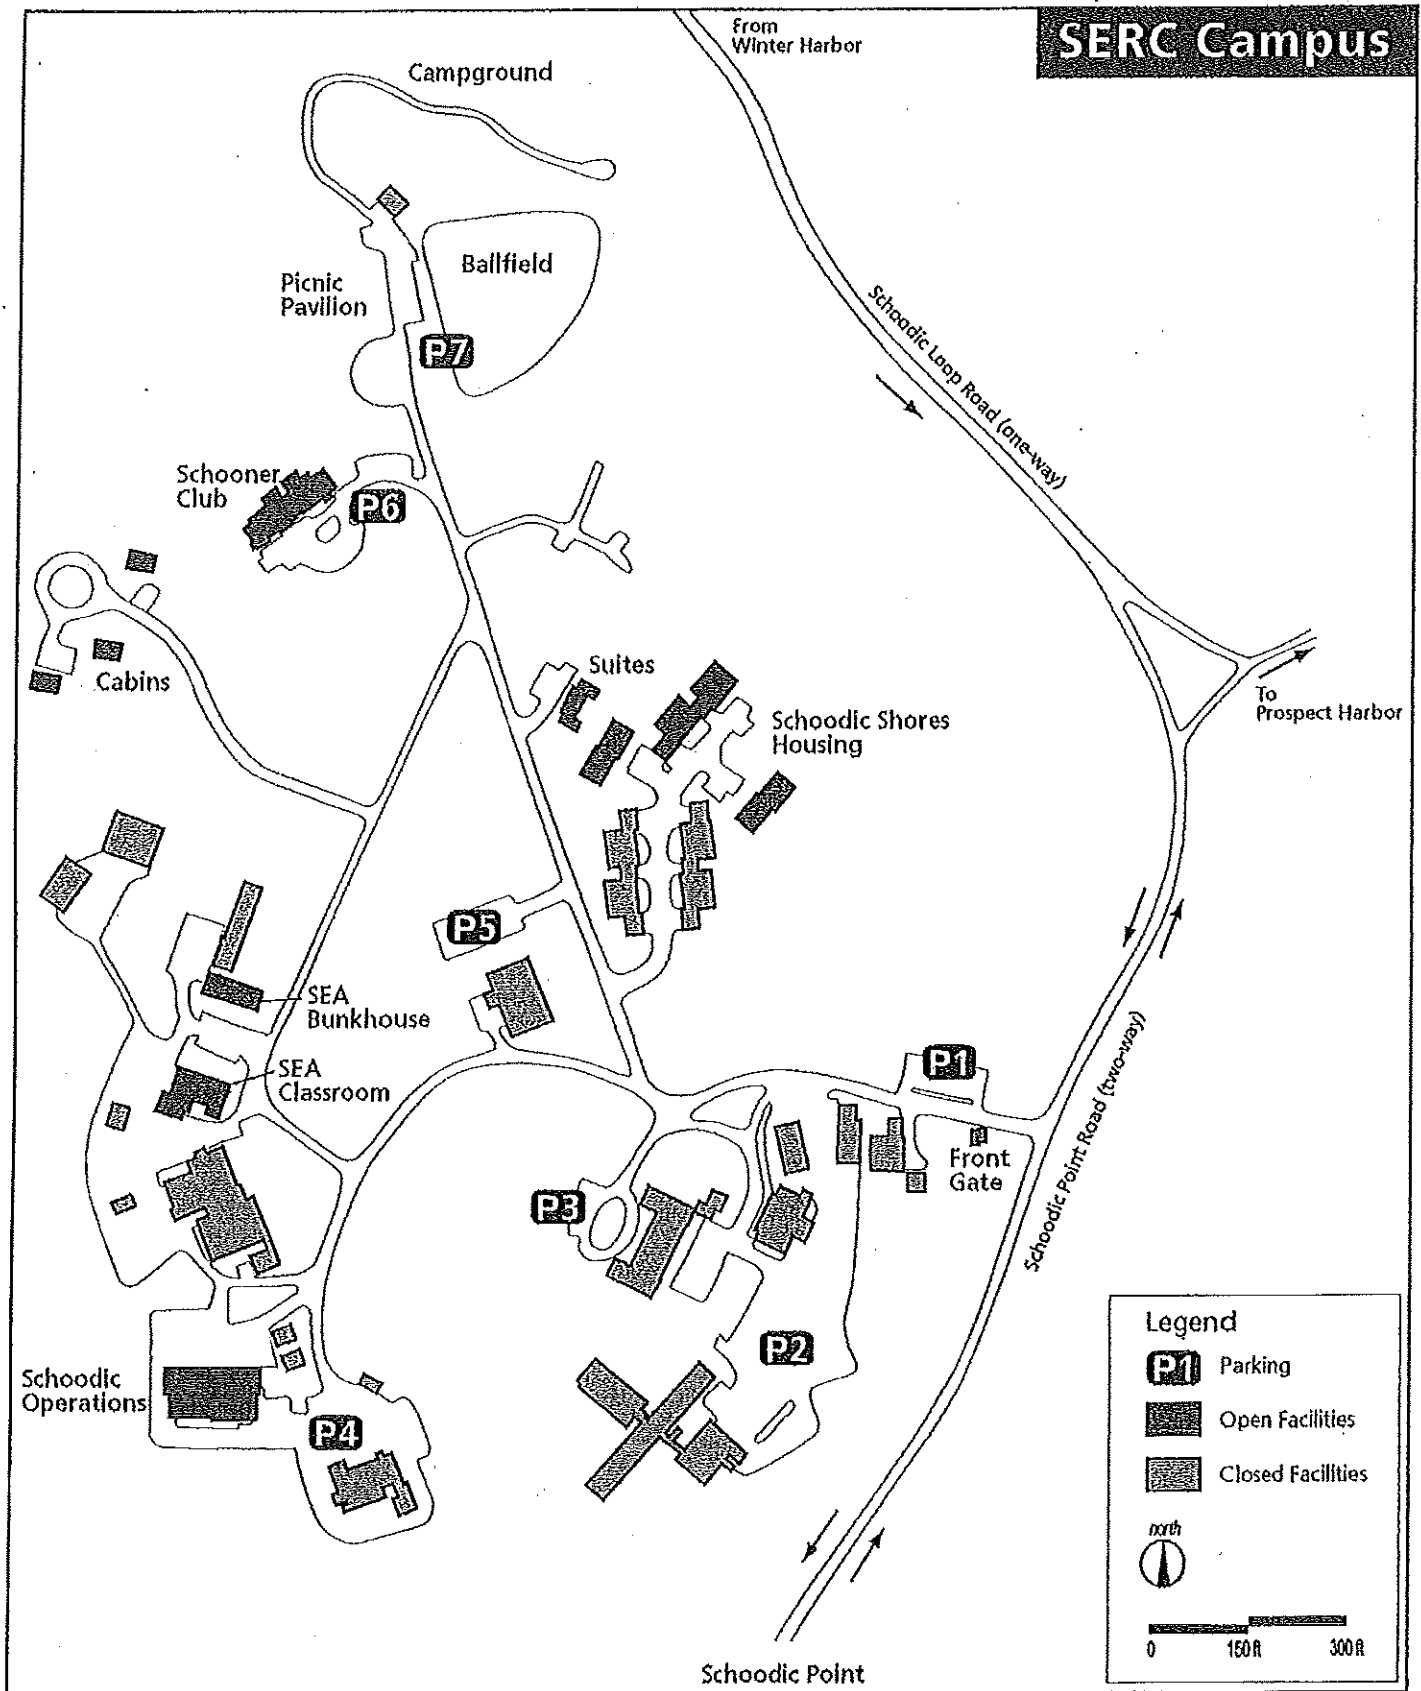 From
Winter Harbor
SERC Campus
Campground
Ballfield
Picnic
Pavilion
P7
Schoodic Loop Road (one-way)
Schooner
Club
P6
Cabins
Suites
Schoodic Shores
Housing
To
Prospect Harbor
P5
SEA
Bunkhouse
SEA
Classroom
P1
Front
Gate
Schoodic Point Road (two-way)
P3
P2
Schoodic
Operations
P4
Legend
P1 Parking
Open Facilities
Closed Facilities
north
0 150 ft 300 ft
Schoodic Point